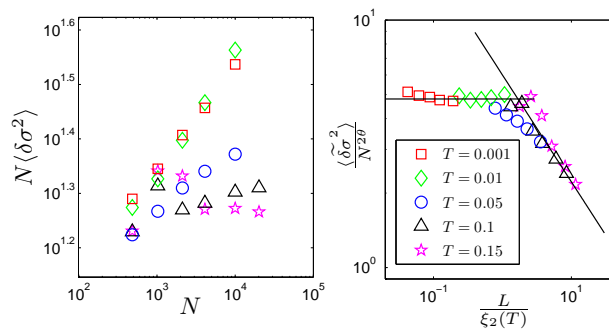 10^1.6
10^1.5
10^1.4
10^1.3
10^1.2
N⟨δσ²⟩
10^2 10^3 10^4 10^5
N
10^1
10^0
⟨δ̃σ²⟩/N^2θ
T = 0.001
T = 0.01
T = 0.05
T = 0.1
T = 0.15
10^−1 10^1
L/ξ₂(T)